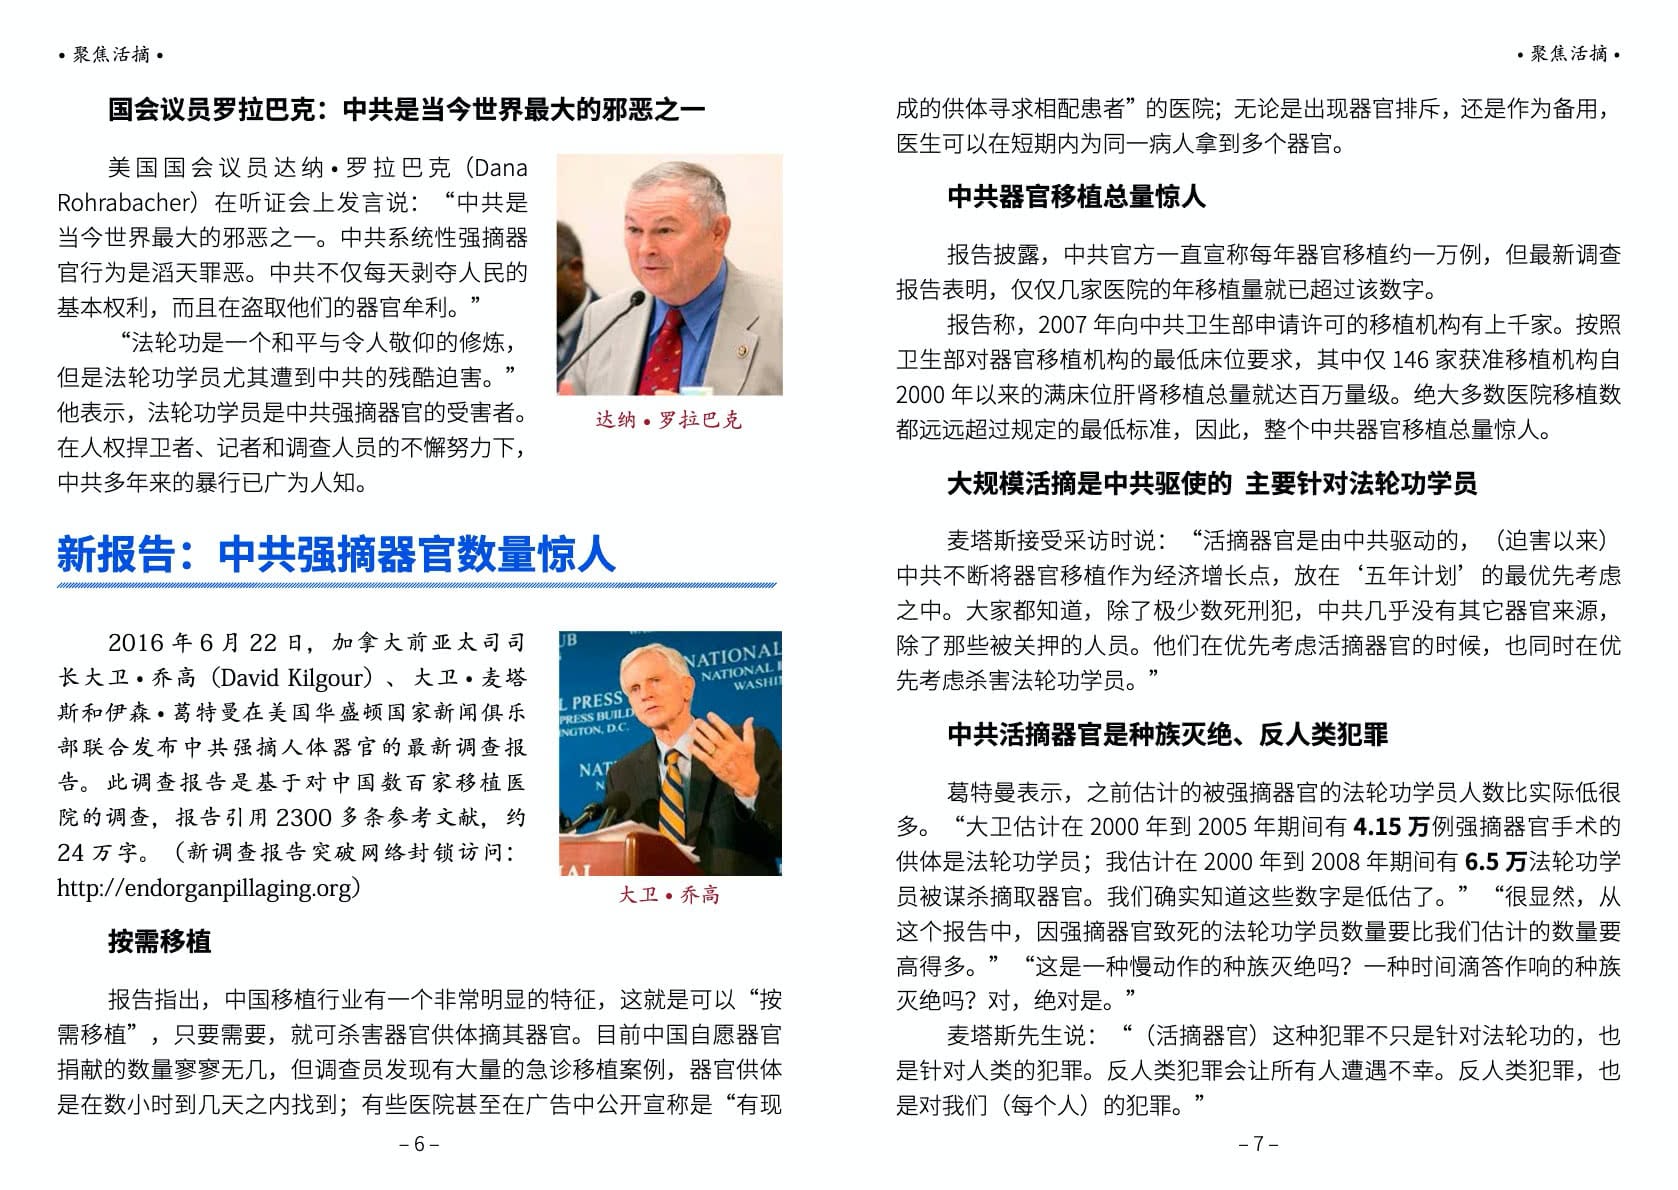 • 聚焦活摘 •
国会议员罗拉巴克：中共是当今世界最大的邪恶之一
美国国会议员达纳 • 罗拉巴克（Dana
Rohrabacher）在听证会上发言说：“中共是
当今世界最大的邪恶之一。中共系统性强摘器
官行为是滔天罪恶。中共不仅每天剥夺人民的
基本权利，而且在盗取他们的器官牟利。”
“法轮功是一个和平与令人敬仰的修炼，
但是法轮功学员尤其遭到中共的残酷迫害。”
他表示，法轮功学员是中共强摘器官的受害者。
在人权捍卫者、记者和调查人员的不懈努力下，
中共多年来的暴行已广为人知。
达纳 • 罗拉巴克
新报告：中共强摘器官数量惊人
2016 年 6 月 22 日，加拿大前亚太司司
长大卫 • 乔高（David Kilgour）、大卫 • 麦塔
斯和伊森 • 葛特曼在美国华盛顿国家新闻俱乐
部联合发布中共强摘人体器官的最新调查报
告。此调查报告是基于对中国数百家移植医
院的调查，报告引用 2300 多条参考文献，约
24 万字。（新调查报告突破网络封锁访问：
http://endorganpillaging.org）
UB
NATIONAL
NATIONAL
WASHI
L PRESS
PRESS BUILD
NGTON, D.C.
NAT
N
NAL
大卫 • 乔高
按需移植
报告指出，中国移植行业有一个非常明显的特征，这就是可以“按
需移植”，只要需要，就可杀害器官供体摘其器官。目前中国自愿器官
捐献的数量寥寥无几，但调查员发现有大量的急诊移植案例，器官供体
是在数小时到几天之内找到；有些医院甚至在广告中公开宣称是“有现
– 6 –
• 聚焦活摘 •
成的供体寻求相配患者”的医院；无论是出现器官排斥，还是作为备用，
医生可以在短期内为同一病人拿到多个器官。
中共器官移植总量惊人
报告披露，中共官方一直宣称每年器官移植约一万例，但最新调查
报告表明，仅仅几家医院的年移植量就已超过该数字。
报告称，2007 年向中共卫生部申请许可的移植机构有上千家。按照
卫生部对器官移植机构的最低床位要求，其中仅 146 家获准移植机构自
2000 年以来的满床位肝肾移植总量就达百万量级。绝大多数医院移植数
都远远超过规定的最低标准，因此，整个中共器官移植总量惊人。
大规模活摘是中共驱使的 主要针对法轮功学员
麦塔斯接受采访时说：“活摘器官是由中共驱动的，（迫害以来）
中共不断将器官移植作为经济增长点，放在‘五年计划’的最优先考虑
之中。大家都知道，除了极少数死刑犯，中共几乎没有其它器官来源，
除了那些被关押的人员。他们在优先考虑活摘器官的时候，也同时在优
先考虑杀害法轮功学员。”
中共活摘器官是种族灭绝、反人类犯罪
葛特曼表示，之前估计的被强摘器官的法轮功学员人数比实际低很
多。“大卫估计在 2000 年到 2005 年期间有 4.15 万例强摘器官手术的
供体是法轮功学员；我估计在 2000 年到 2008 年期间有 6.5 万法轮功学
员被谋杀摘取器官。我们确实知道这些数字是低估了。”“很显然，从
这个报告中，因强摘器官致死的法轮功学员数量要比我们估计的数量要
高得多。”“这是一种慢动作的种族灭绝吗？一种时间滴答作响的种族
灭绝吗？对，绝对是。”
麦塔斯先生说：“（活摘器官）这种犯罪不只是针对法轮功的，也
是针对人类的犯罪。反人类犯罪会让所有人遭遇不幸。反人类犯罪，也
是对我们（每个人）的犯罪。”
– 7 –